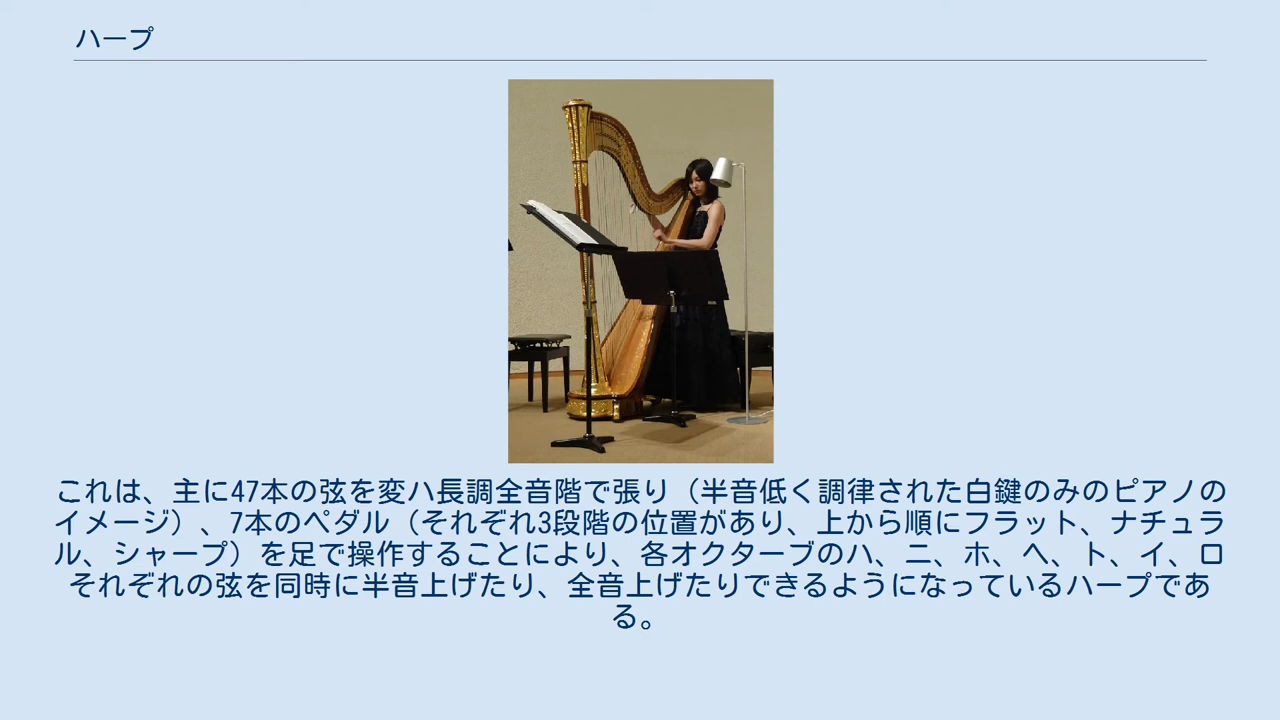 ハープ
これは、主に47本の弦を変ハ長調全音階で張り（半音低く調律された白鍵のみのピアノの
イメージ）、7本のペダル（それぞれ3段階の位置があり、上から順にフラット、ナチュラ
ル、シャープ）を足で操作することにより、各オクターブのハ、ニ、ホ、ヘ、ト、イ、ロ
それぞれの弦を同時に半音上げたり、全音上げたりできるようになっているハープであ
る。